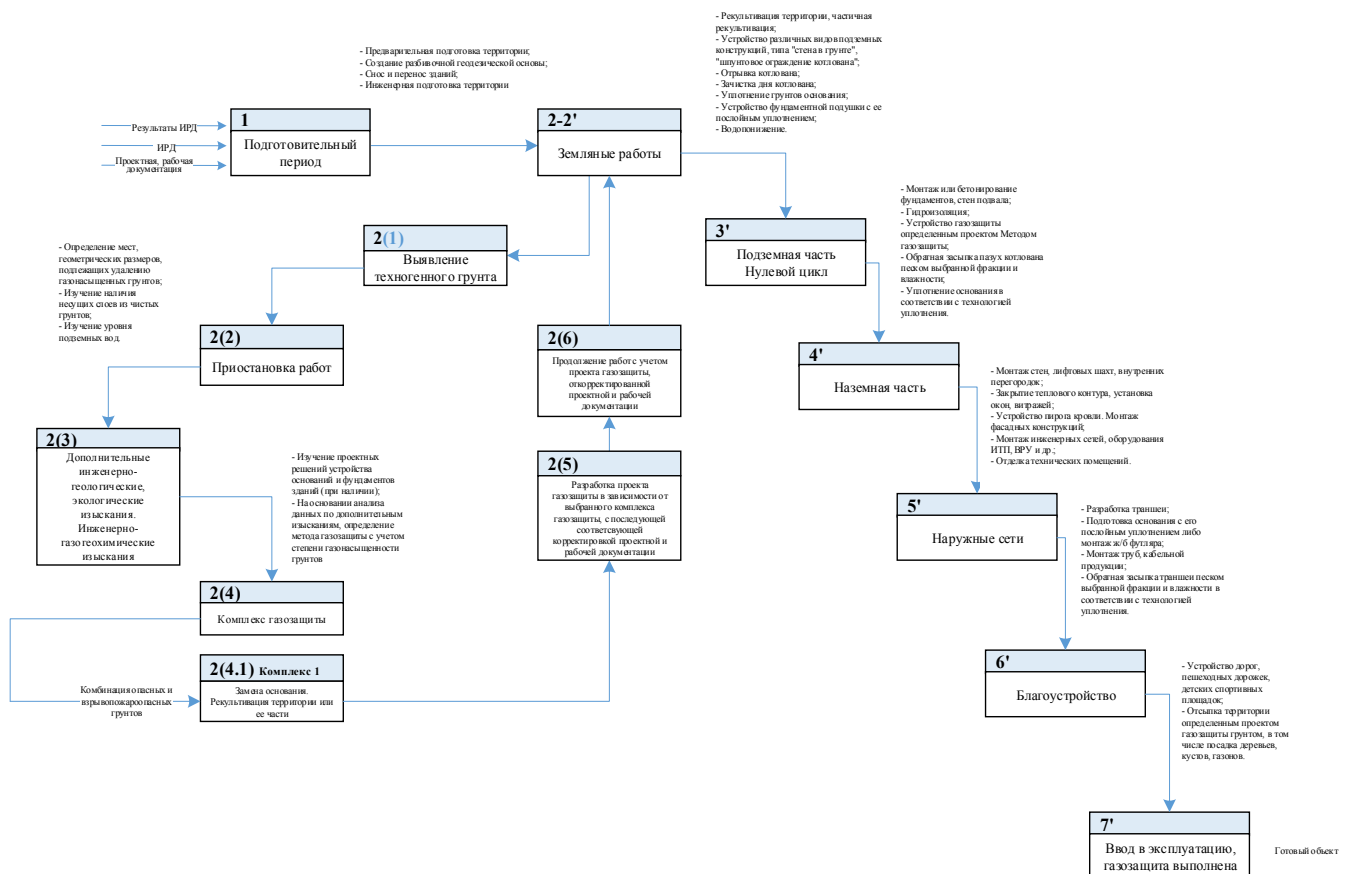 - Рекультивация территории, частичная
рекультивация;
- Устройство различных видов подземных
конструкций, типа "стена в грунте",
"шпунтовое ограждение котлована";
- Отрывка котлована;
- Зачистка дня котлована;
- Уплотнение грунтов основания;
- Устройство фундаментной подушки с ее
послойным уплотнением;
- Водопонижение.
- Предварительная подготовка территории;
- Создание разбивочной геодезической основы;
- Снос и перенос зданий;
- Инженерная подготовка территории
Результаты ИРД
ИРД
Проектная, рабочая
документация
1
Подготовительный
период
2-2'
Земляные работы
- Монтаж или бетонирование
фундаментов, стен подвала;
- Гидроизоляция;
- Устройство газозащиты
определенным проектом Методом
газозащиты;
- Обратная засыпка пазух котлована
песком выбранной фракции и
влажности;
- Уплотнение основания в
соответствии с технологией
уплотнения.
3'
Подземная часть
Нулевой цикл
2(1)
Выявление
техногенного грунта
- Определение мест,
геометрических размеров,
подлежащих удалению
газонасыщенных грунтов;
- Изучение наличия
несущих слоев из чистых
грунтов;
- Изучение уровня
подземных вод.
2(2)
Приостановка работ
2(6)
Продолжение работ с учетом
проекта газозащиты,
откорректированной
проектной и рабочей
документации
4'
Наземная часть
- Монтаж стен, лифтовых шахт, внутренних
перегородок;
- Закрытие теплового контура, установка
окон, витражей;
- Устройство пирога кровли. Монтаж
фасадных конструкций;
- Монтаж инженерных сетей, оборудования
ИТП, ВРУ и др.;
- Отделка технических помещений.
2(3)
Дополнительные
инженерно-
геологические,
экологические
изыскания.
Инженерно-
газогеохимические
изыскания
- Изучение проектных
решений устройства
оснований и фундаментов
зданий (при наличии);
- На основании анализа
данных по дополнительным
изысканиям, определение
метода газозащиты с учетом
степени газонасыщенности
грунтов
2(5)
Разработка проекта
газозащиты в зависимости от
выбранного комплекса
газозащиты, с последующей
соответсвующей
корректировкой проектной и
рабочей документации
5'
Наружные сети
- Разработка траншеи;
- Подготовка основания с его
послойным уплотнением либо
монтаж ж/б футляра;
- Монтаж труб, кабельной
продукции;
- Обратная засыпка траншеи песком
выбранной фракции и влажности в
соответствии с технологией
уплотнения.
2(4)
Комплекс газозащиты
2(4.1) Комплекс 1
Замена основания.
Рекультивация территории или
ее части
Комбинация опасных и
взрывопожароопасных
грунтов
6'
Благоустройство
- Устройство дорог,
пешеходных дорожек,
детских спортивных
площадок;
- Отсыпка территории
определенным проектом
газозащиты грунтом, в том
числе посадка деревьев,
кустов, газонов.
7'
Ввод в эксплуатацию,
газозащита выполнена
Готовый объект